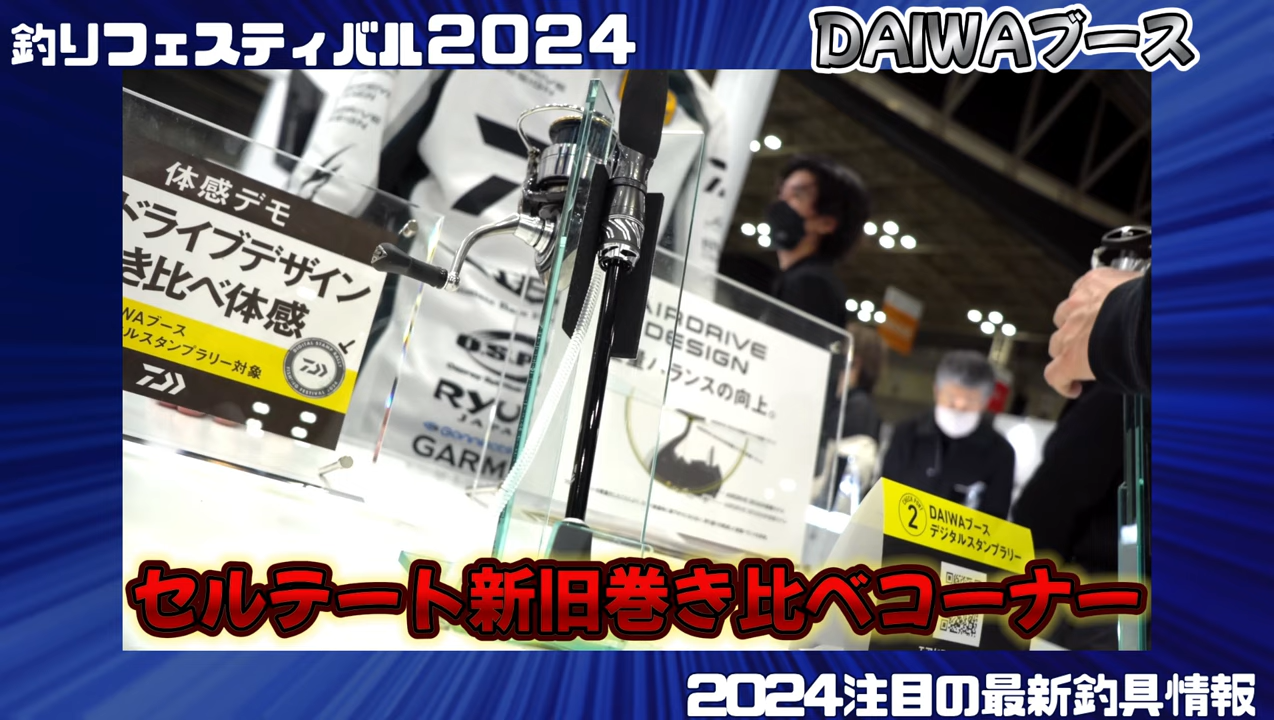 釣りフェスティバル2024
DAIWAブース
体感デモ
ドライブデザイン
き比べ体感
WAブース
ルスタンプラリー対象
O.S.P
RYU
JAPAN
GARM
AIRDRIVE
DESIGN
量バランスの向上。
2
DAIWAブース
デジタルスタンプラリー
セルテート新旧巻き比べコーナー
2024注目の最新釣具情報